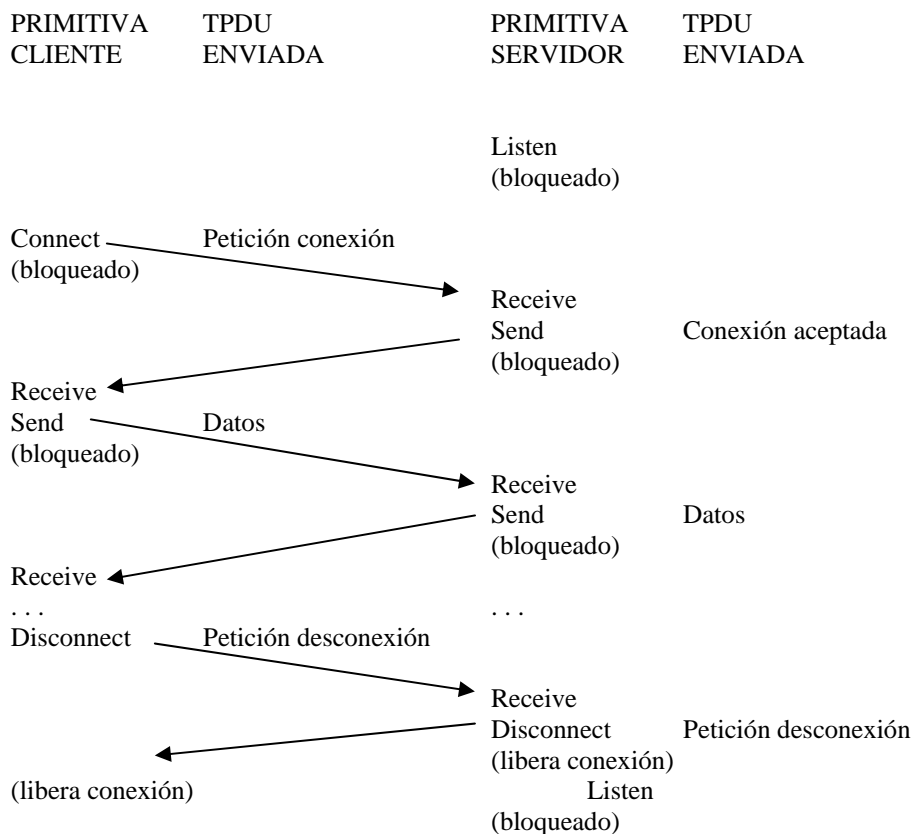 PRIMITIVA TPDU PRIMITIVA TPDU
CLIENTE ENVIADA SERVIDOR ENVIADA
Listen
(bloqueado)
Connect Petición conexión
(bloqueado)
Receive
Send Conexión aceptada
(bloqueado)
Receive
Send Datos
(bloqueado)
Receive
Send Datos
(bloqueado)
Receive
. . . . . .
Disconnect Petición desconexión
Receive
Disconnect Petición desconexión
(libera conexión)
(libera conexión) Listen
(bloqueado)